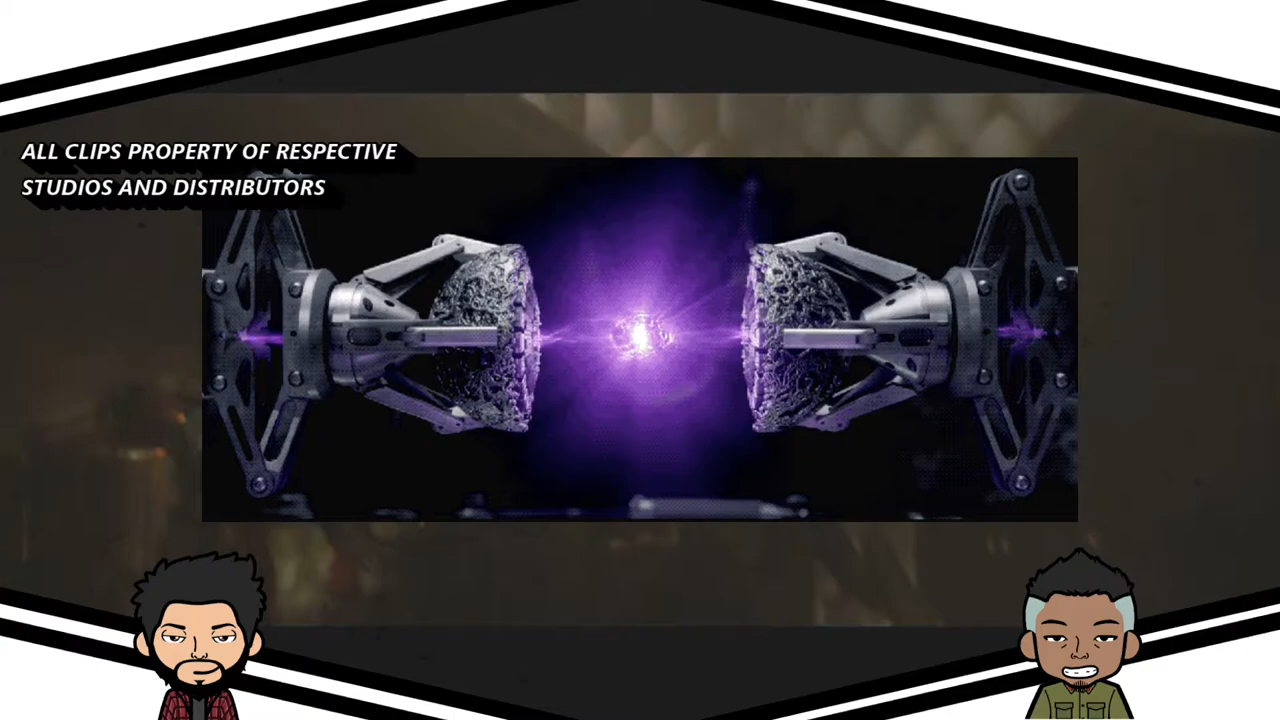 ALL CLIPS PROPERTY OF RESPECTIVE
STUDIOS AND DISTRIBUTORS